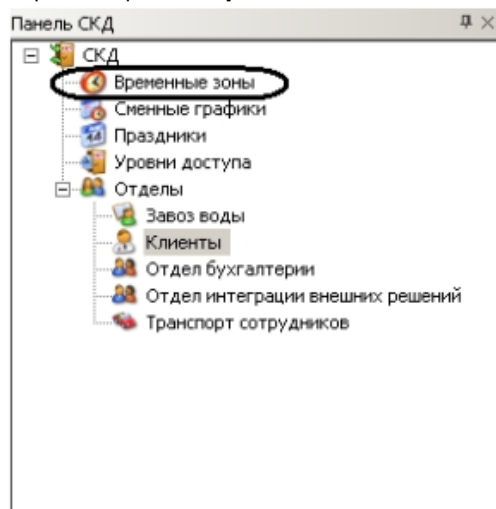 Панель СКД
СКД
Временные зоны
Сменные графики
Праздники
Уровни доступа
Отделы
Завоз воды
Клиенты
Отдел бухгалтерии
Отдел интеграции внешних решений
Транспорт сотрудников